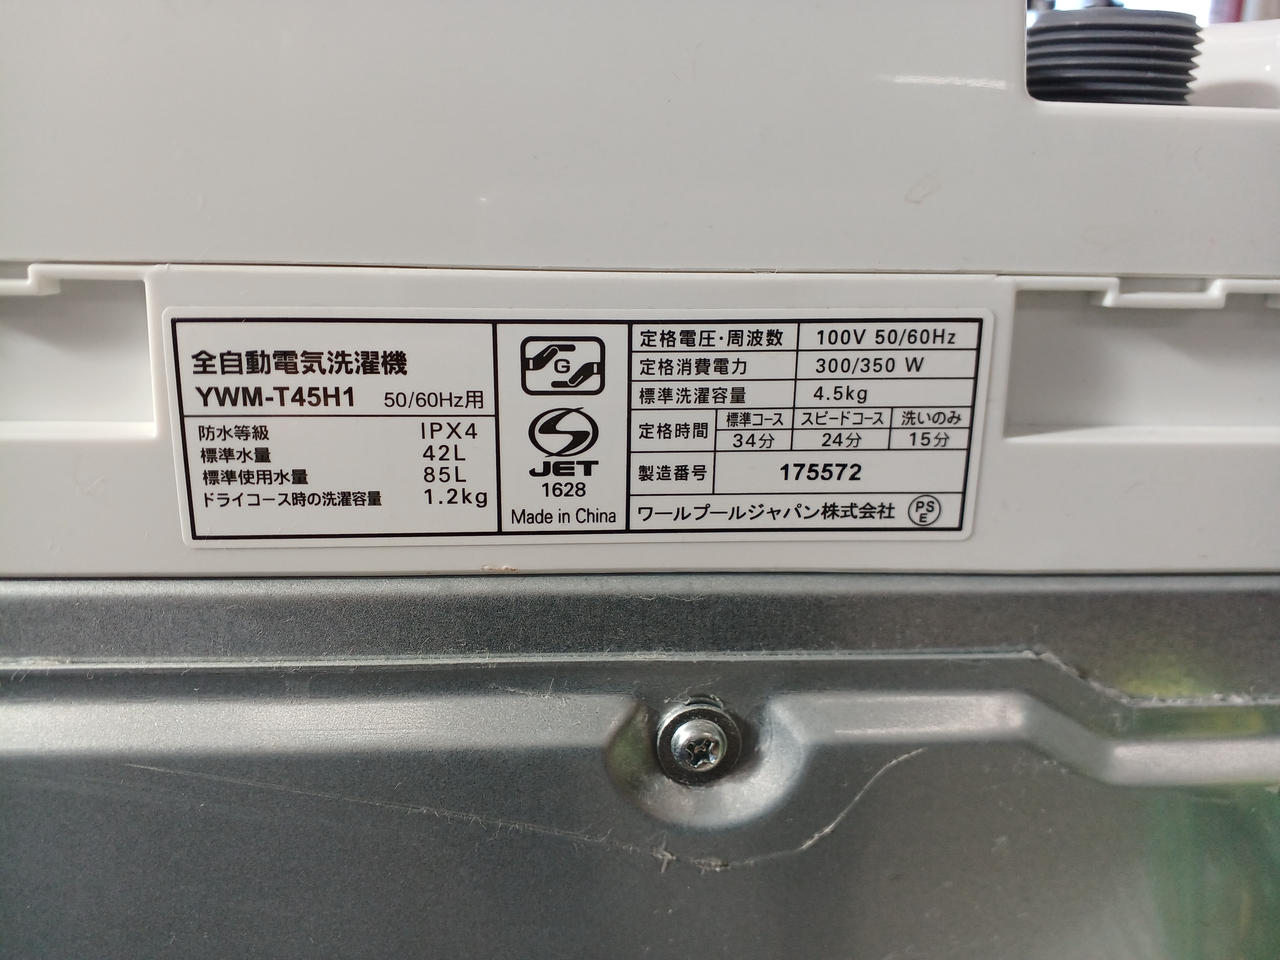 全自動電気洗濯機
YWM-T45H1 50/60Hz用
防水等級 IPX4
標準水量 42L
標準使用水量 85L
ドライコース時の洗濯容量 1.2kg
G
JET
1628
Made in China
定格電圧・周波数 100V 50/60Hz
定格消費電力 300/350 W
標準洗濯容量 4.5kg
定格時間 標準コース スピードコース 洗いのみ
34分 24分 15分
製造番号 175572
ワールプールジャパン株式会社 PSE